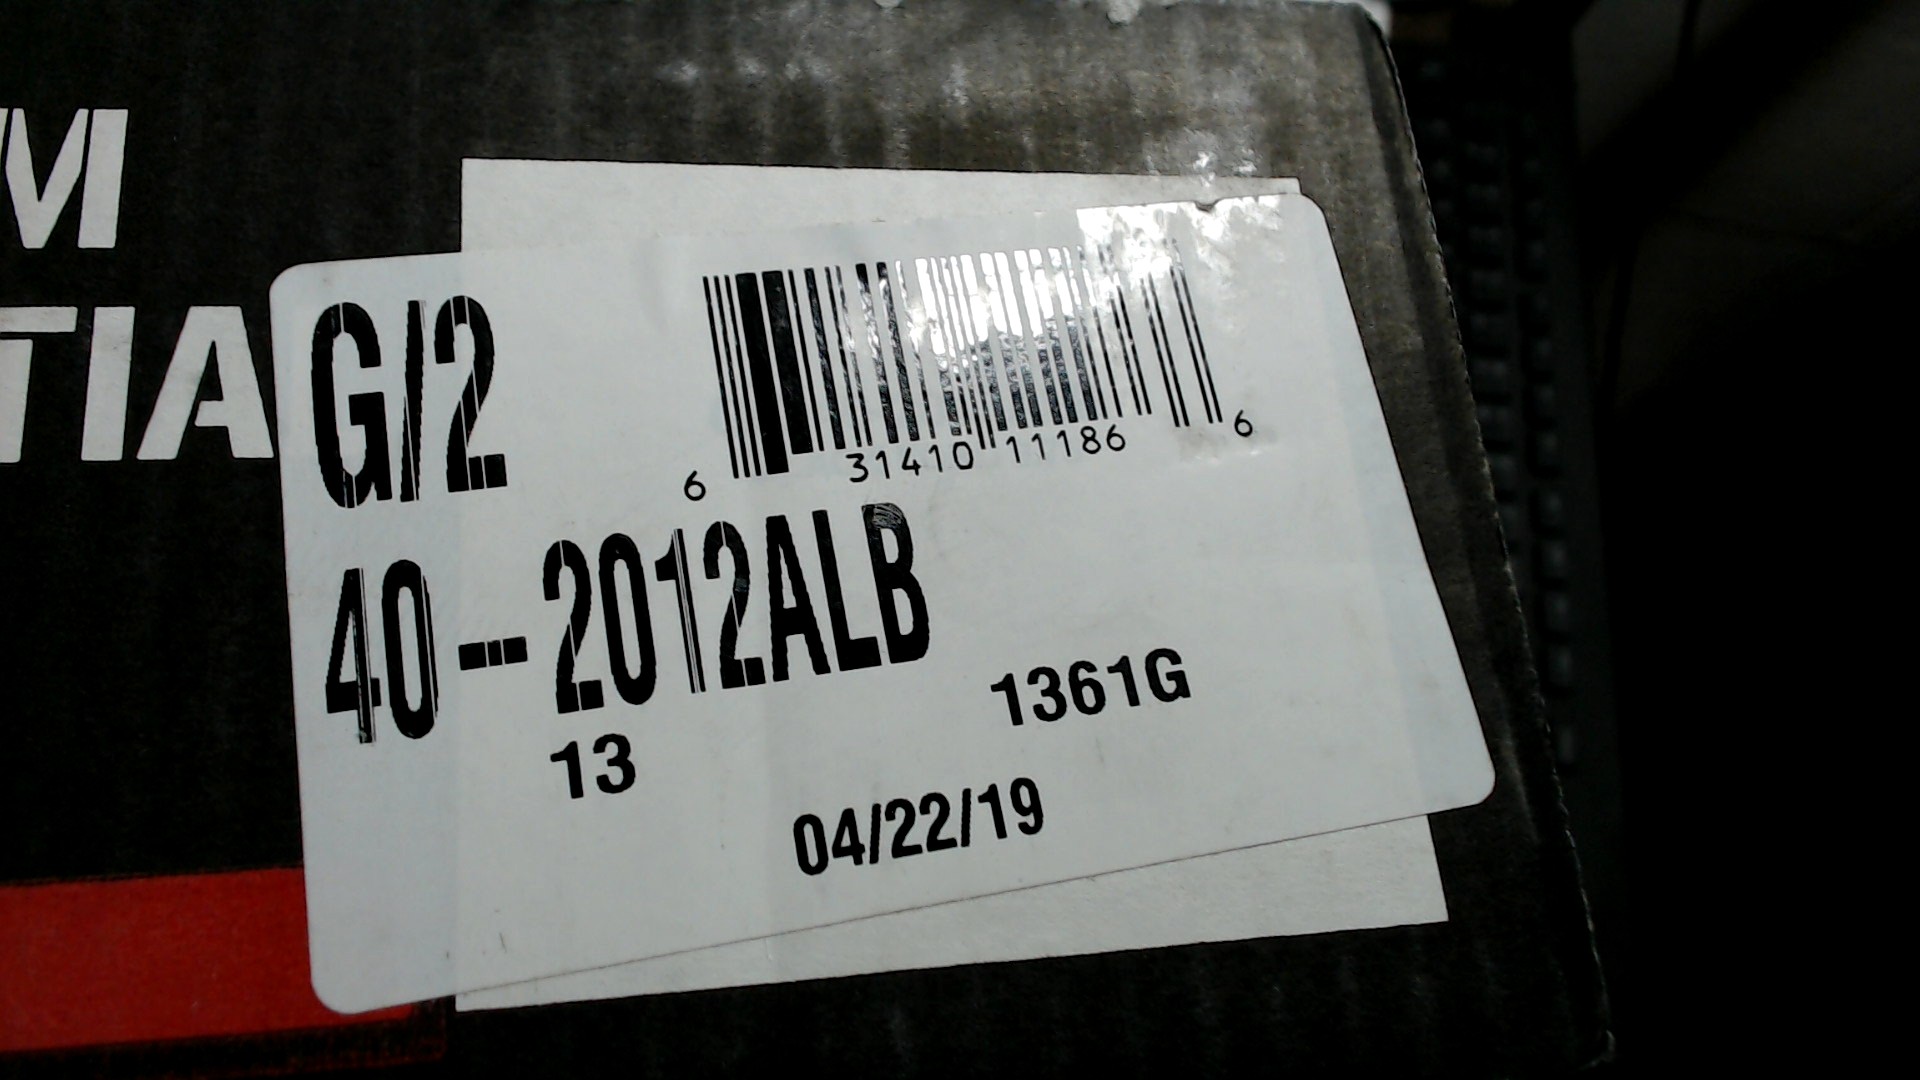 M
TIA
G/2
6 31410 11186 6
40-2012ALB
13
1361G
04/22/19